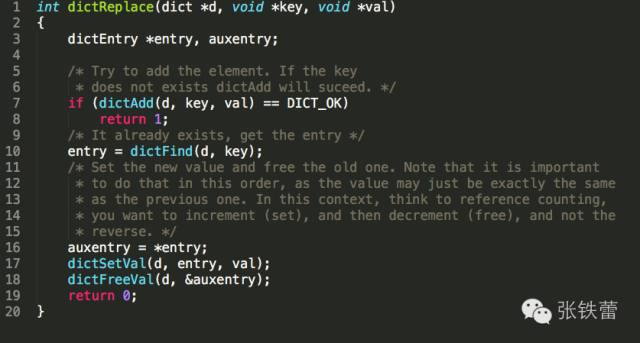 1 int dictReplace(dict *d, void *key, void *val)
2 {
3     dictEntry *entry, auxentry;
4
5     /* Try to add the element. If the key
6      * does not exists dictAdd will suceed. */
7     if (dictAdd(d, key, val) == DICT_OK)
8         return 1;
9     /* It already exists, get the entry */
10     entry = dictFind(d, key);
11     /* Set the new value and free the old one. Note that it is important
12      * to do that in this order, as the value may just be exactly the same
13      * as the previous one. In this context, think to reference counting,
14      * you want to increment (set), and then decrement (free), and not the
15      * reverse. */
16     auxentry = *entry;
17     dictSetVal(d, entry, val);
18     dictFreeVal(d, &auxentry);
19     return 0;
20 }
张铁蕾